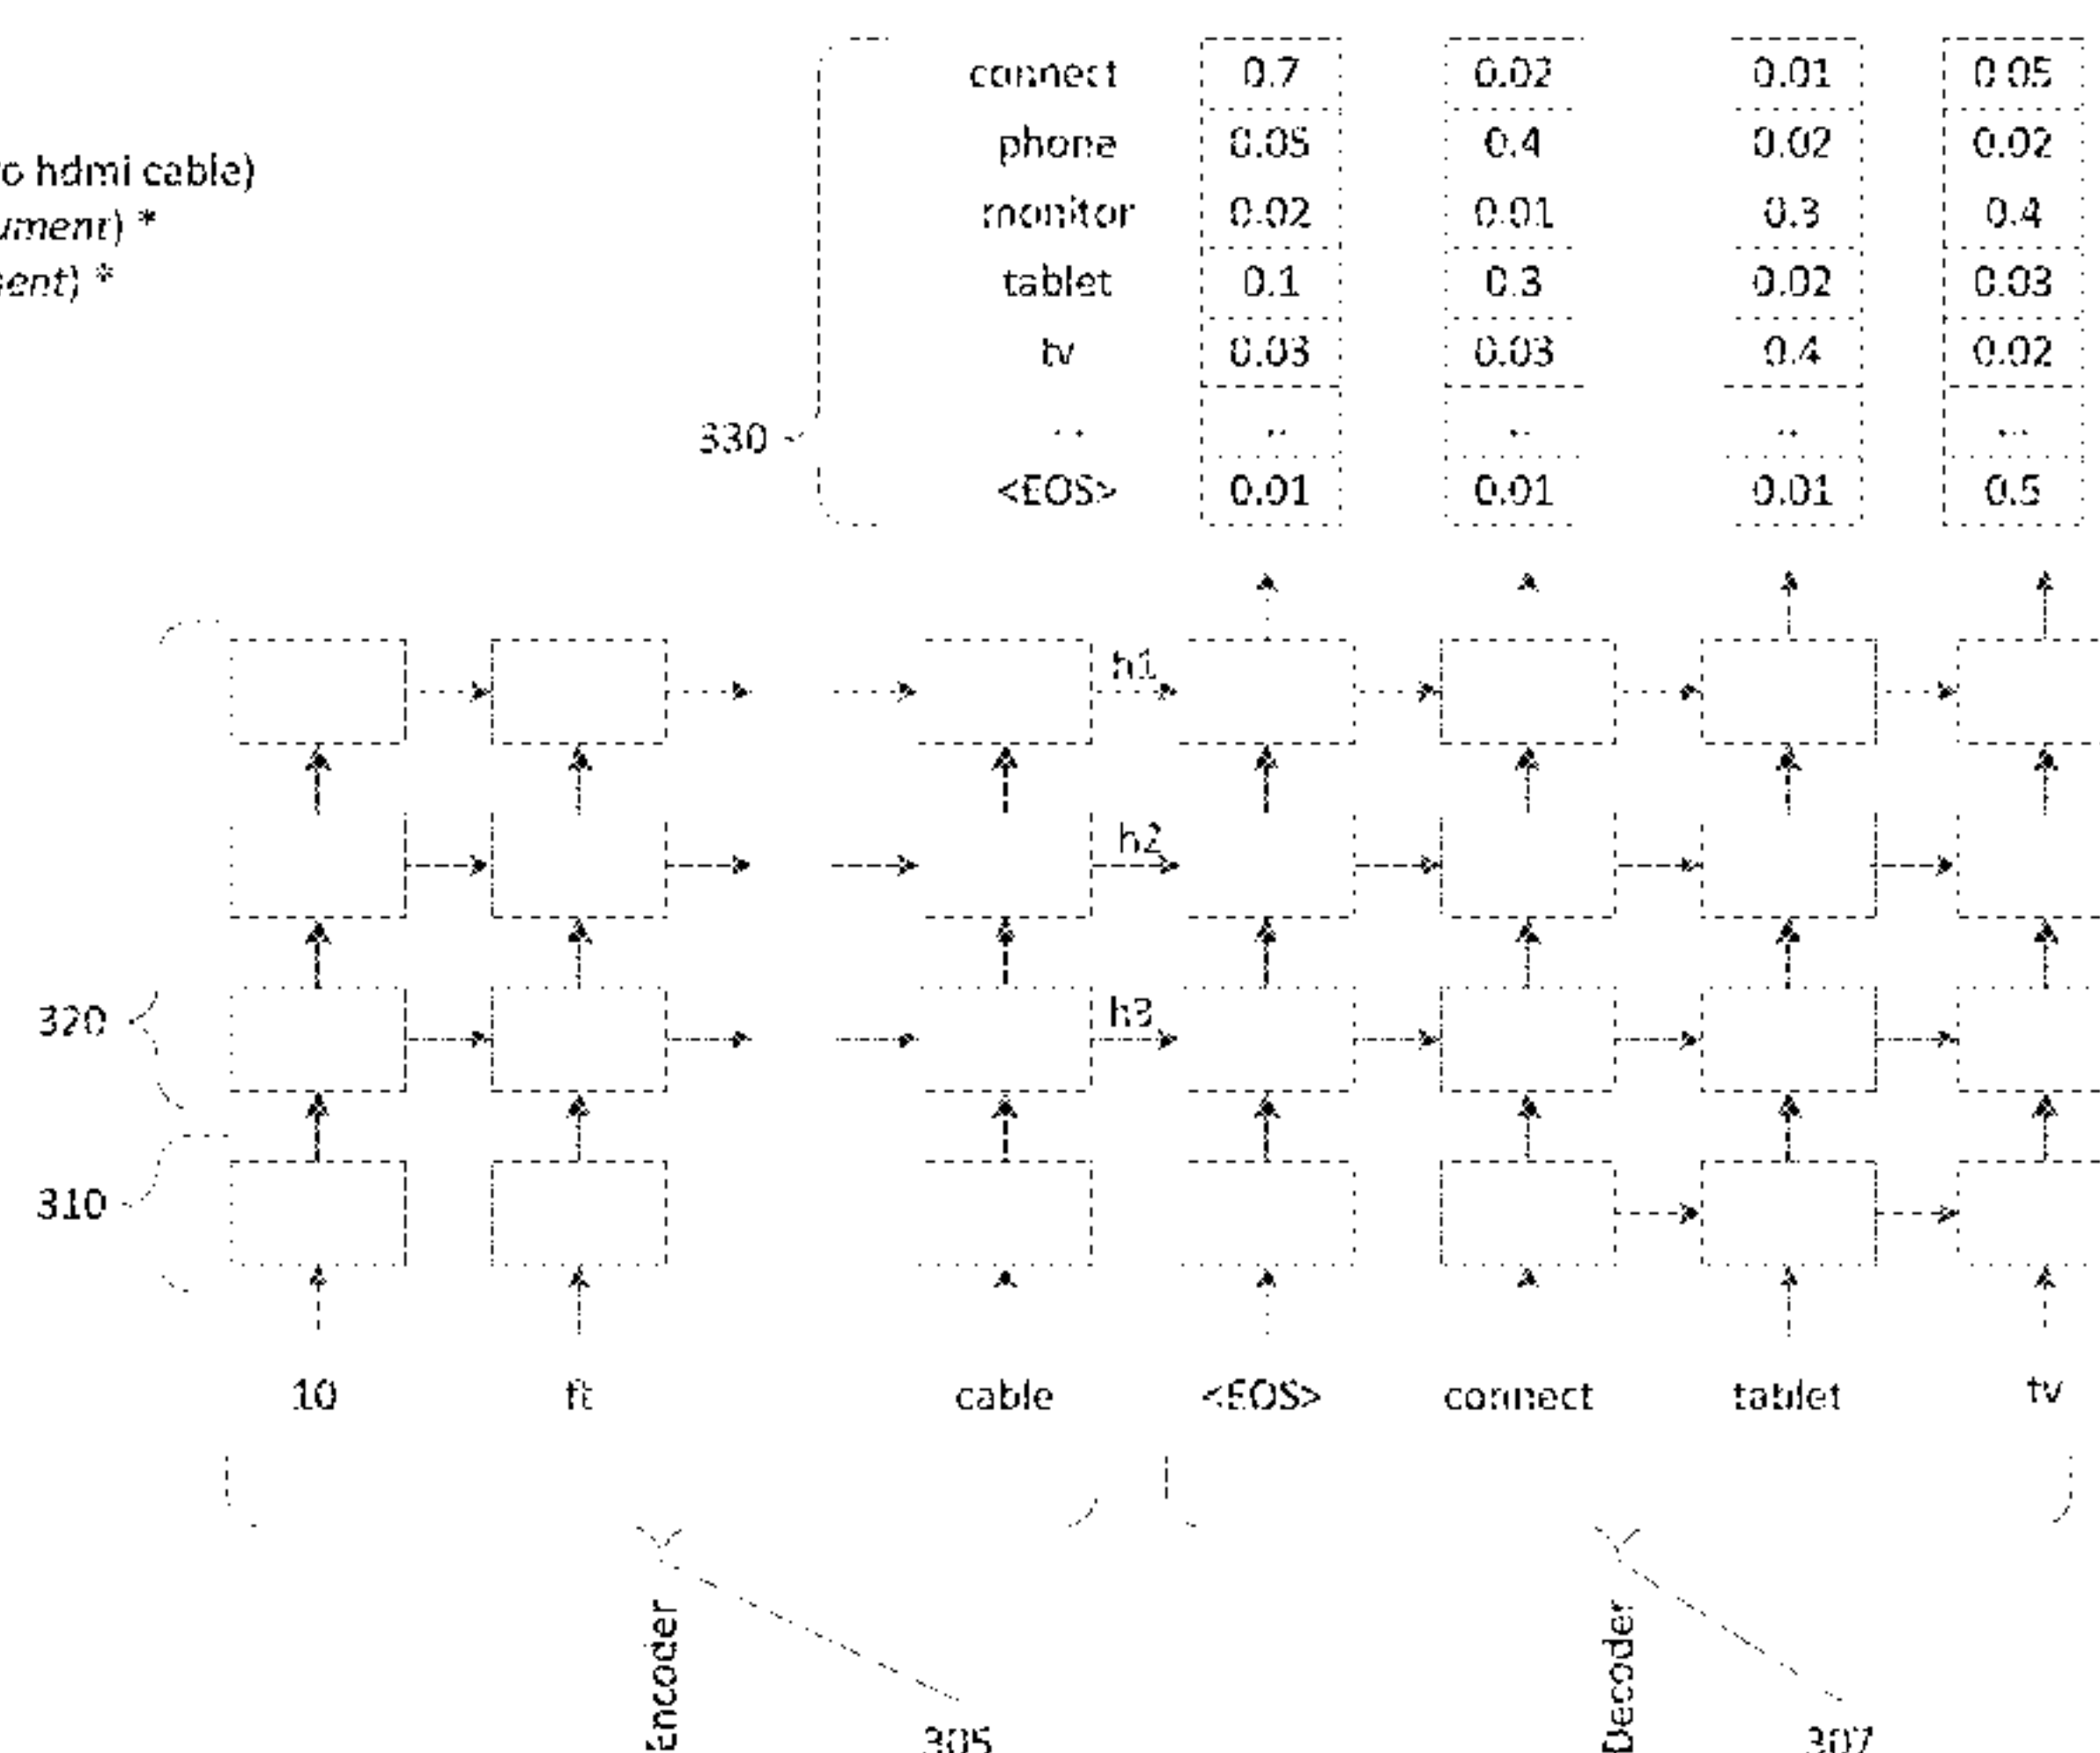 connect 0.7 0.02 0.01 0.05
phone 0.05 0.4 0.02 0.02
o hdmi cable)
ument) *
monitor 0.02 0.01 0.3 0.4
ent) *
tablet 0.1 0.3 0.02 0.03
tv 0.03 0.03 0.4 0.02
330 .. .. .. .. ..
<EOS> 0.01 0.01 0.01 0.5
h1
h2
320
h3
310
10 ft cable <EOS> connect tablet tv
Encoder
Decoder
305
307